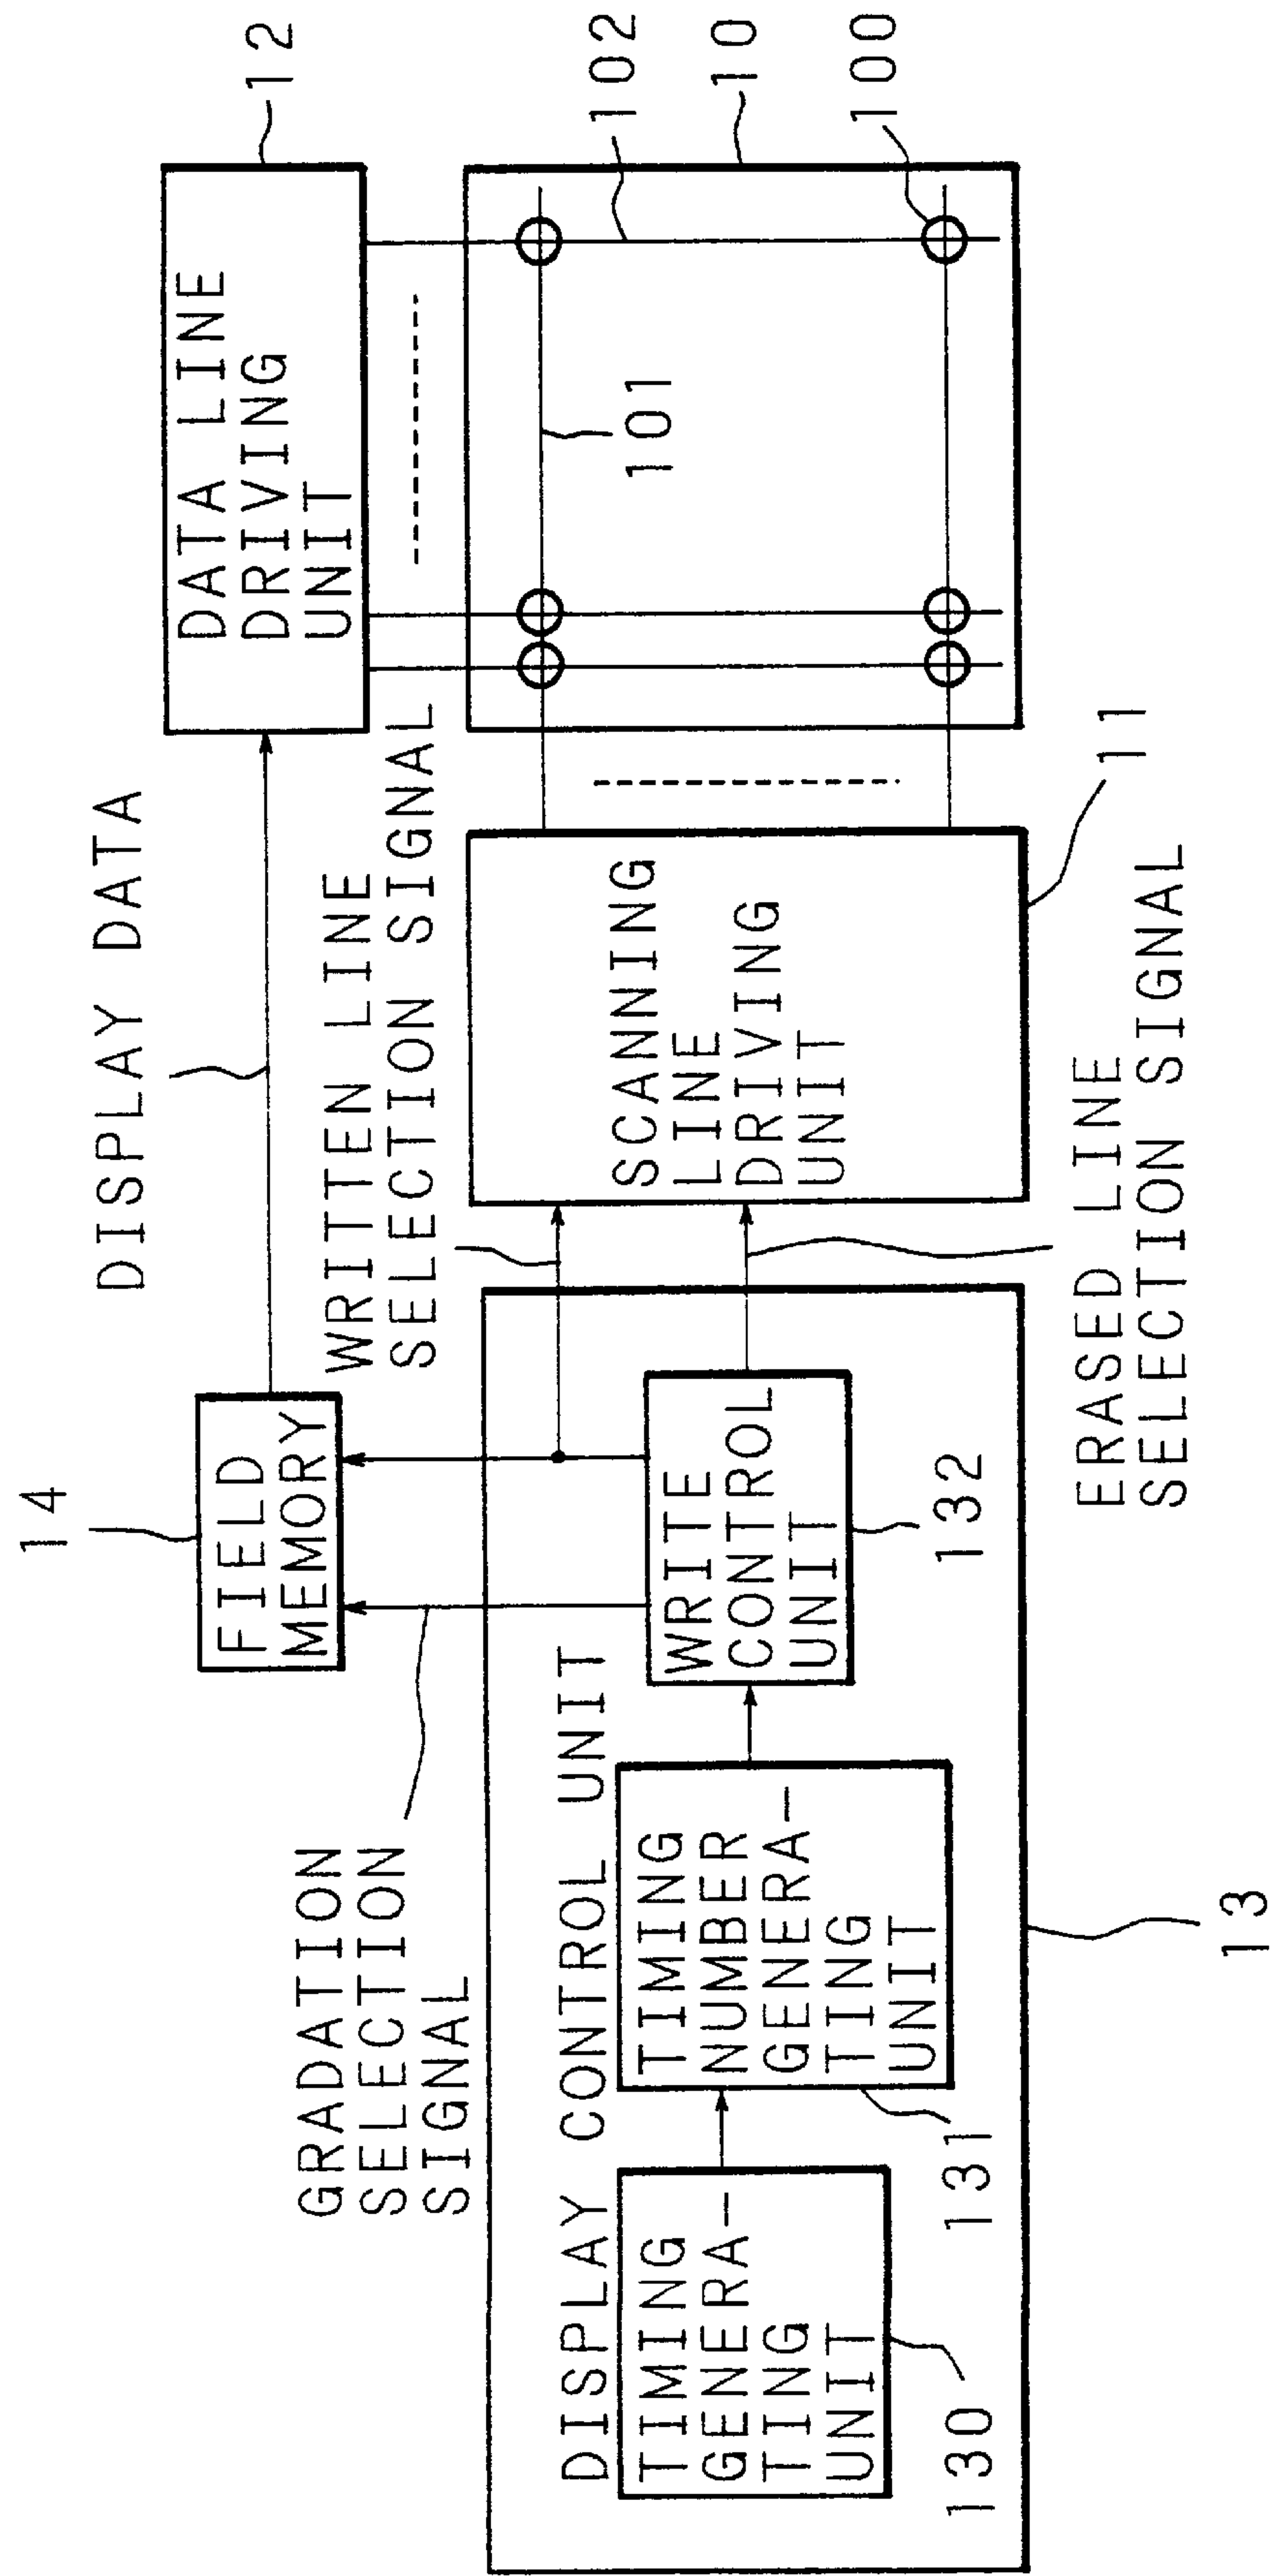 14
FIELD
MEMORY
DISPLAY DATA
DATA LINE
DRIVING
UNIT
12
GRADATION
SELECTION
SIGNAL
WRITTEN LINE
SELECTION SIGNAL
102
10
100
101
DISPLAY CONTROL UNIT
TIMING
GENERA-
TING
UNIT
130
TIMING
NUMBER
GENERA-
TING
UNIT
131
WRITE
CONTROL
UNIT
132
SCANNING
LINE
DRIVING
UNIT
11
ERASED LINE
SELECTION SIGNAL
13